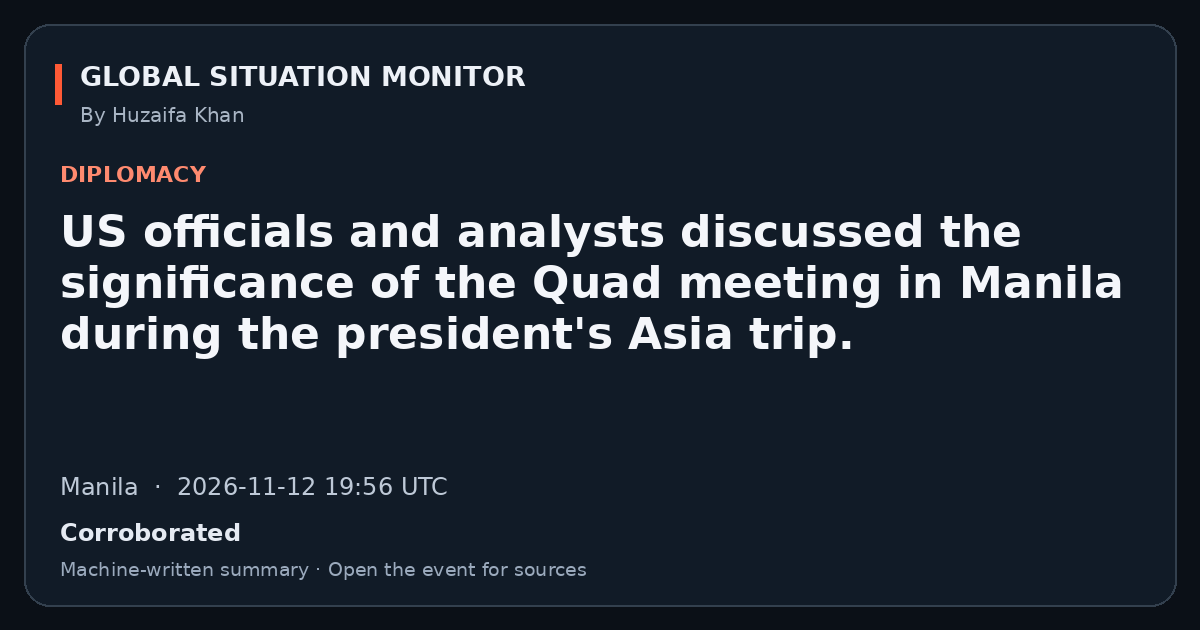 GLOBAL SITUATION MONITOR
By Huzaifa Khan
DIPLOMACY
US officials and analysts discussed the
significance of the Quad meeting in Manila
during the president's Asia trip.
Manila · 2026-11-12 19:56 UTC
Corroborated
Machine-written summary · Open the event for sources